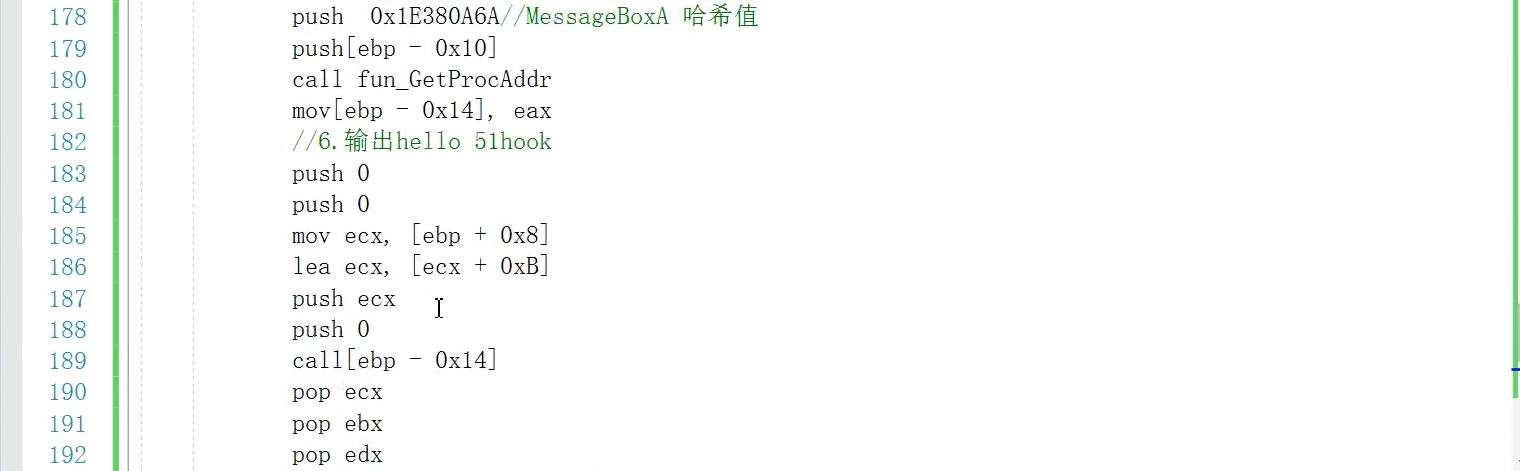 178 push  0x1E380A6A//MessageBoxA 哈希值
179 push[ebp - 0x10]
180 call fun_GetProcAddr
181 mov[ebp - 0x14], eax
182 //6.输出hello 51hook
183 push 0
184 push 0
185 mov ecx, [ebp + 0x8]
186 lea ecx, [ecx + 0xB]
187 push ecx
188 push 0
189 call[ebp - 0x14]
190 pop ecx
191 pop ebx
192 pop edx